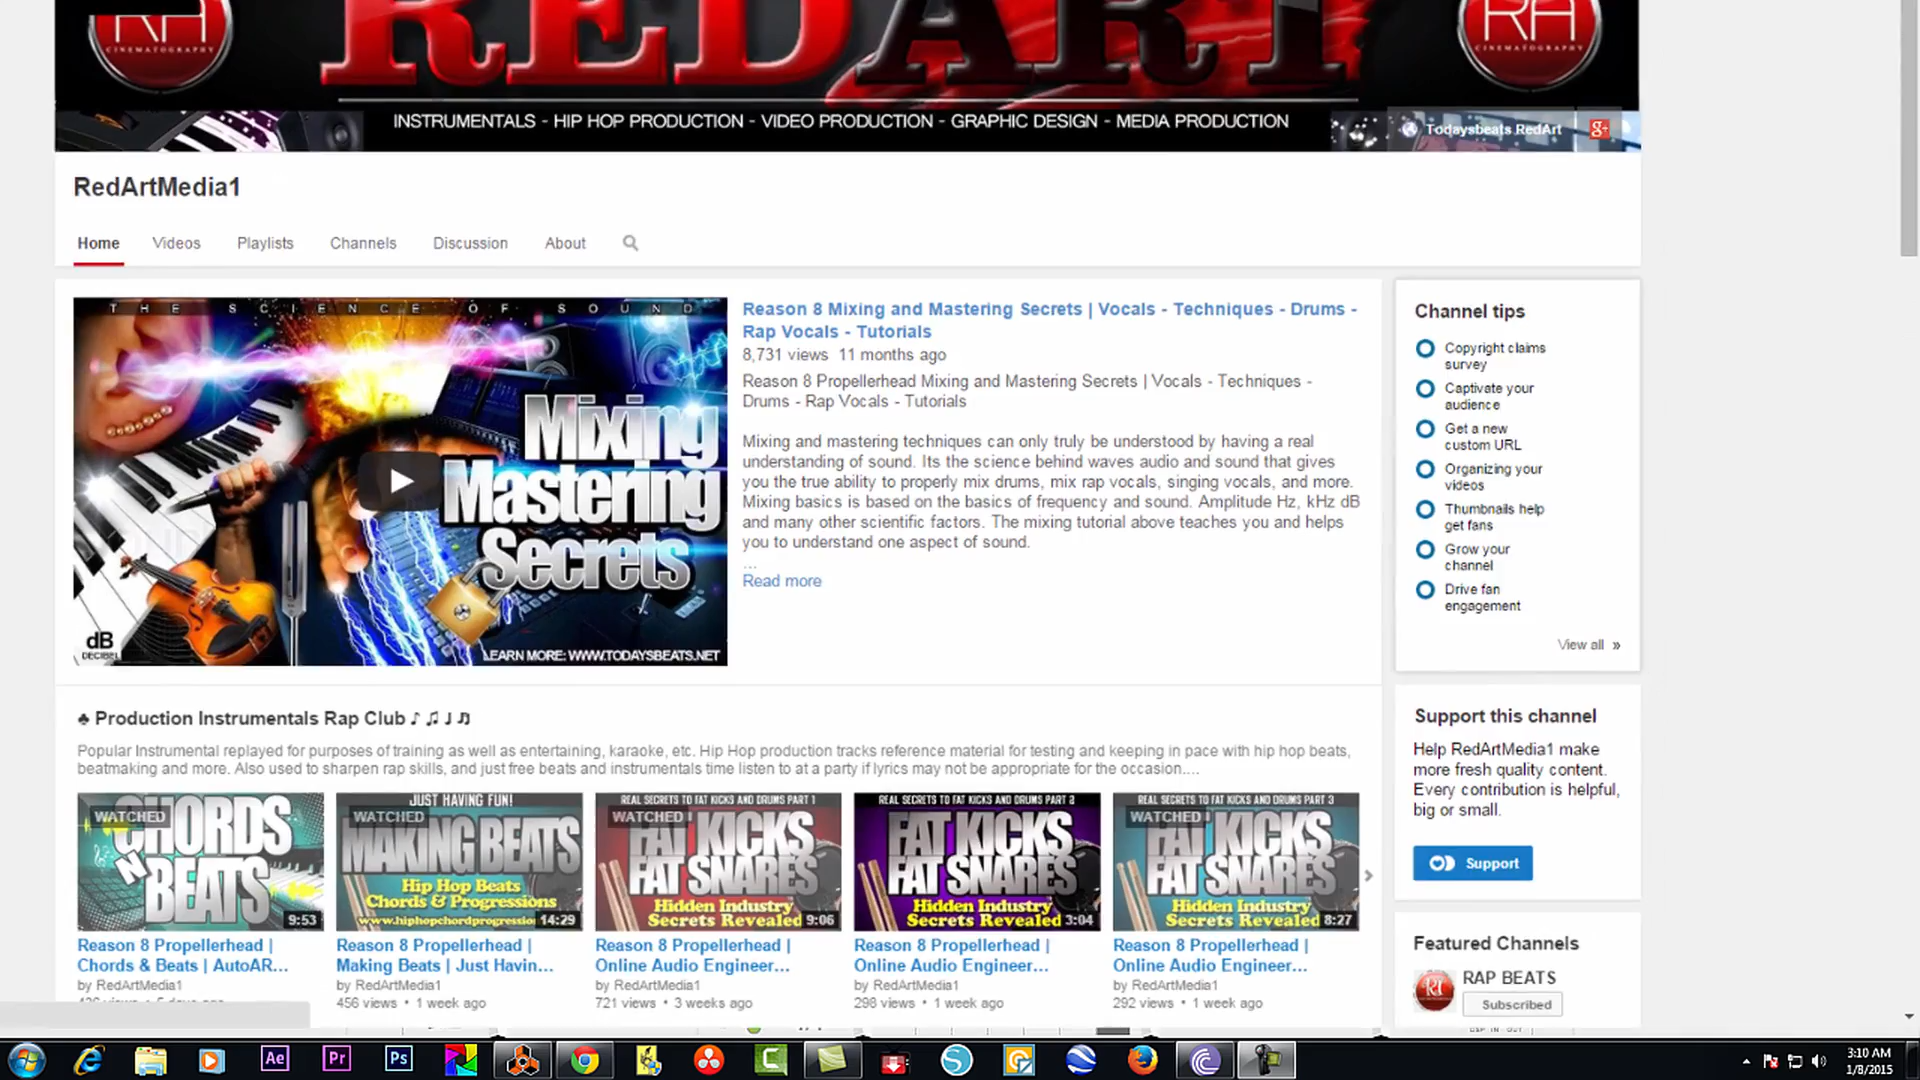 RA
CINEMATOGRAPHY
REDART
RA
CINEMATOGRAPHY
INSTRUMENTALS - HIP HOP PRODUCTION - VIDEO PRODUCTION - GRAPHIC DESIGN - MEDIA PRODUCTION
Todaysbeats RedArt
g+
RedArtMedia1
Home Videos Playlists Channels Discussion About
THE SCIENCE OF SOUND
Mixing
Mastering
Secrets
dB
DECIBEL
LEARN MORE: WWW.TODAYSBEATS.NET
Reason 8 Mixing and Mastering Secrets | Vocals - Techniques - Drums -
Rap Vocals - Tutorials
8,731 views 11 months ago
Reason 8 Propellerhead Mixing and Mastering Secrets | Vocals - Techniques -
Drums - Rap Vocals - Tutorials
Mixing and mastering techniques can only truly be understood by having a real
understanding of sound. Its the science behind waves audio and sound that gives
you the true ability to properly mix drums, mix rap vocals, singing vocals, and more.
Mixing basics is based on the basics of frequency and sound. Amplitude Hz, kHz dB
and many other scientific factors. The mixing tutorial above teaches you and helps
you to understand one aspect of sound.
...
Read more
Channel tips
Copyright claims
survey
Captivate your
audience
Get a new
custom URL
Organizing your
videos
Thumbnails help
get fans
Grow your
channel
Drive fan
engagement
View all »
♣ Production Instrumentals Rap Club ♪ ♫ ♩ ♬
Popular Instrumental replayed for purposes of training as well as entertaining, karaoke, etc. Hip Hop production tracks reference material for testing and keeping in pace with hip hop beats,
beatmaking and more. Also used to sharpen rap skills, and just free beats and instrumentals time listen to at a party if lyrics may not be appropriate for the occasion....
WATCHED
CHORDS
N
BEATS
9:53
Reason 8 Propellerhead |
Chords & Beats | AutoAR...
by RedArtMedia1
JUST HAVING FUN!
WATCHED
MAKING BEATS
Hip Hop Beats
Chords & Progressions
www.hiphopchordprogressio
14:29
Reason 8 Propellerhead |
Making Beats | Just Havin...
by RedArtMedia1
456 views • 1 week ago
REAL SECRETS TO FAT KICKS AND DRUMS PART 1
WATCHED
FAT KICKS
FAT SNARES
Hidden Industry
Secrets Revealed
9:06
Reason 8 Propellerhead |
Online Audio Engineer...
by RedArtMedia1
721 views • 3 weeks ago
REAL SECRETS TO FAT KICKS AND DRUMS PART 2
FAT KICKS
FAT SNARES
Hidden Industry
Secrets Revealed
3:04
Reason 8 Propellerhead |
Online Audio Engineer...
by RedArtMedia1
298 views • 1 week ago
REAL SECRETS TO FAT KICKS AND DRUMS PART 3
WATCHED
FAT KICKS
FAT SNARES
Hidden Industry
Secrets Revealed
8:27
Reason 8 Propellerhead |
Online Audio Engineer...
by RedArtMedia1
292 views • 1 week ago
Support this channel
Help RedArtMedia1 make
more fresh quality content.
Every contribution is helpful,
big or small.
Support
Featured Channels
RAP BEATS
Subscribed
Ae Pr Ps
3:10 AM
1/8/2015